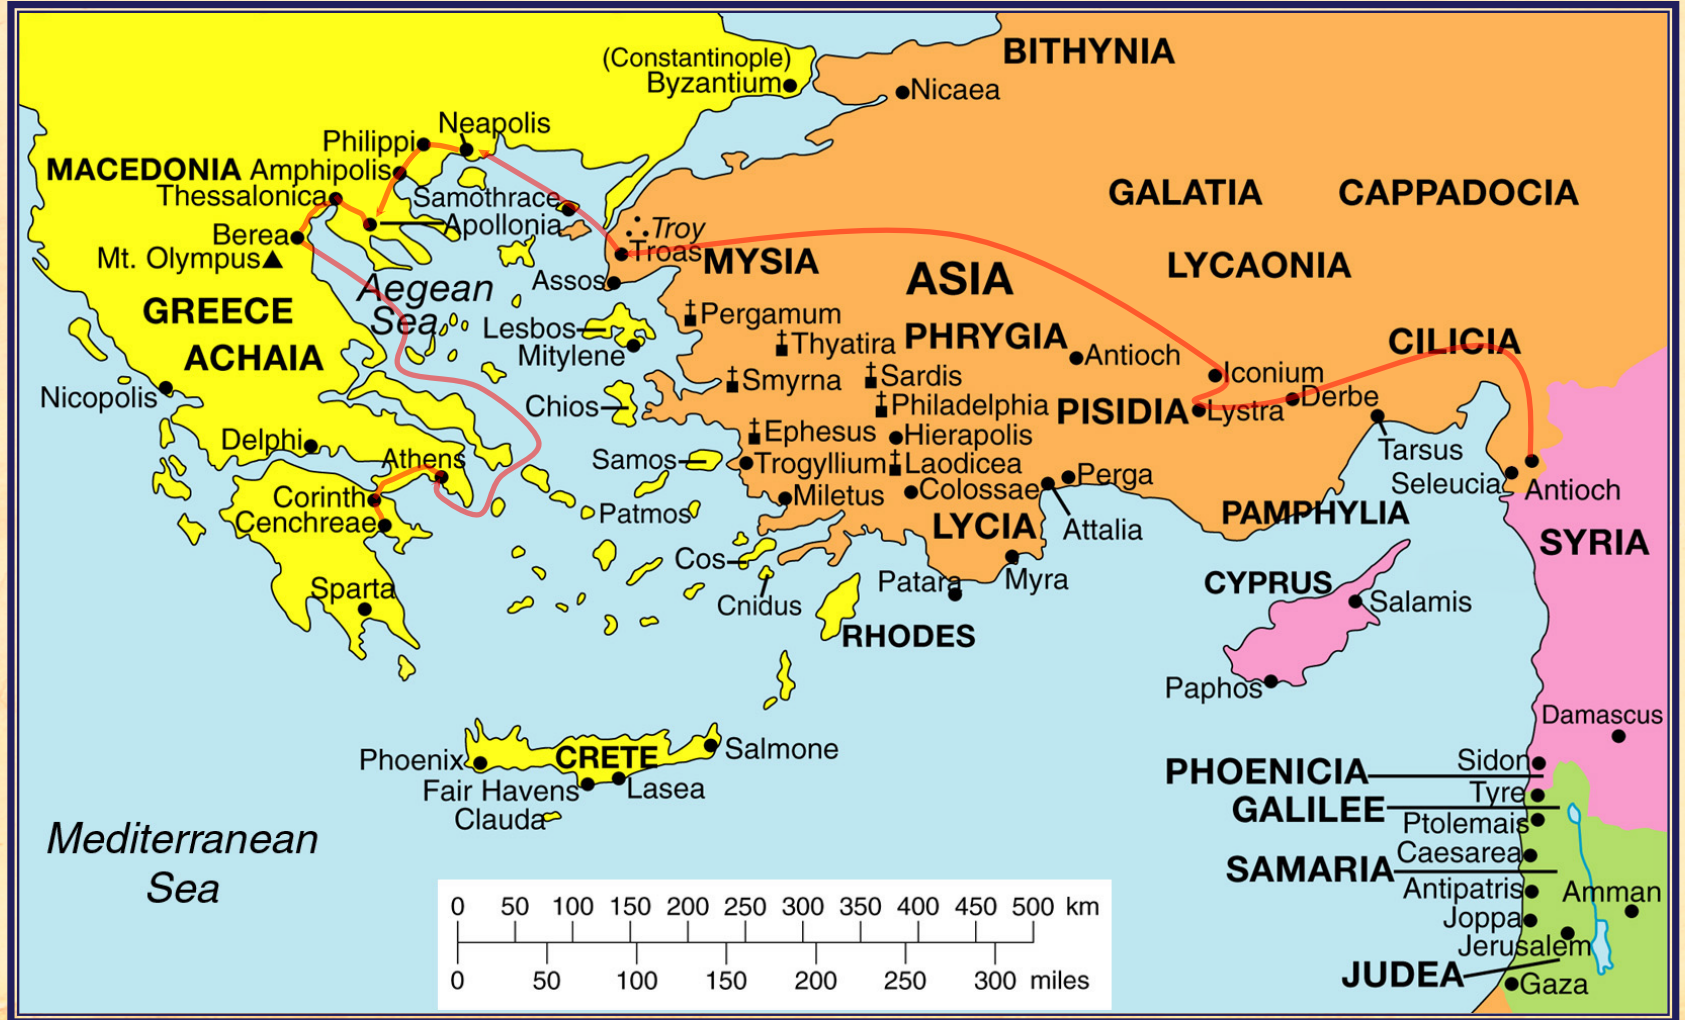 (Constantinople)
Byzantium
BITHYNIA
Nicaea
Neapolis
Philippi
MACEDONIA
Amphipolis
Thessalonica
Samothrace
Apollonia
Berea
Mt. Olympus
Troy
Troas
GALATIA
CAPPADOCIA
MYSIA
ASIA
LYCAONIA
Aegean
Sea
Assos
GREECE
ACHAIA
Pergamum
Lesbos
Mitylene
Thyatira
PHRYGIA
Antioch
CILICIA
Nicopolis
Smyrna
Sardis
Iconium
Chios
Philadelphia
PISIDIA
Lystra
Derbe
Delphi
Ephesus
Hierapolis
Tarsus
Athens
Samos
Trogyllium
Laodicea
Perga
Seleucia
Antioch
Corinth
Miletus
Colossae
Cenchreae
Patmos
LYCIA
Attalia
PAMPHYLIA
SYRIA
Cos
Cnidus
Patara
Myra
CYPRUS
Salamis
Sparta
RHODES
Paphos
Damascus
Phoenix
CRETE
Salmone
Fair Havens
Lasea
Clauda
PHOENICIA
Sidon
Tyre
GALILEE
Ptolemais
Caesarea
SAMARIA
Antipatris
Amman
Joppa
Jerusalem
JUDEA
Gaza
Mediterranean
Sea
0 50 100 150 200 250 300 350 400 450 500 km
0 50 100 150 200 250 300 miles